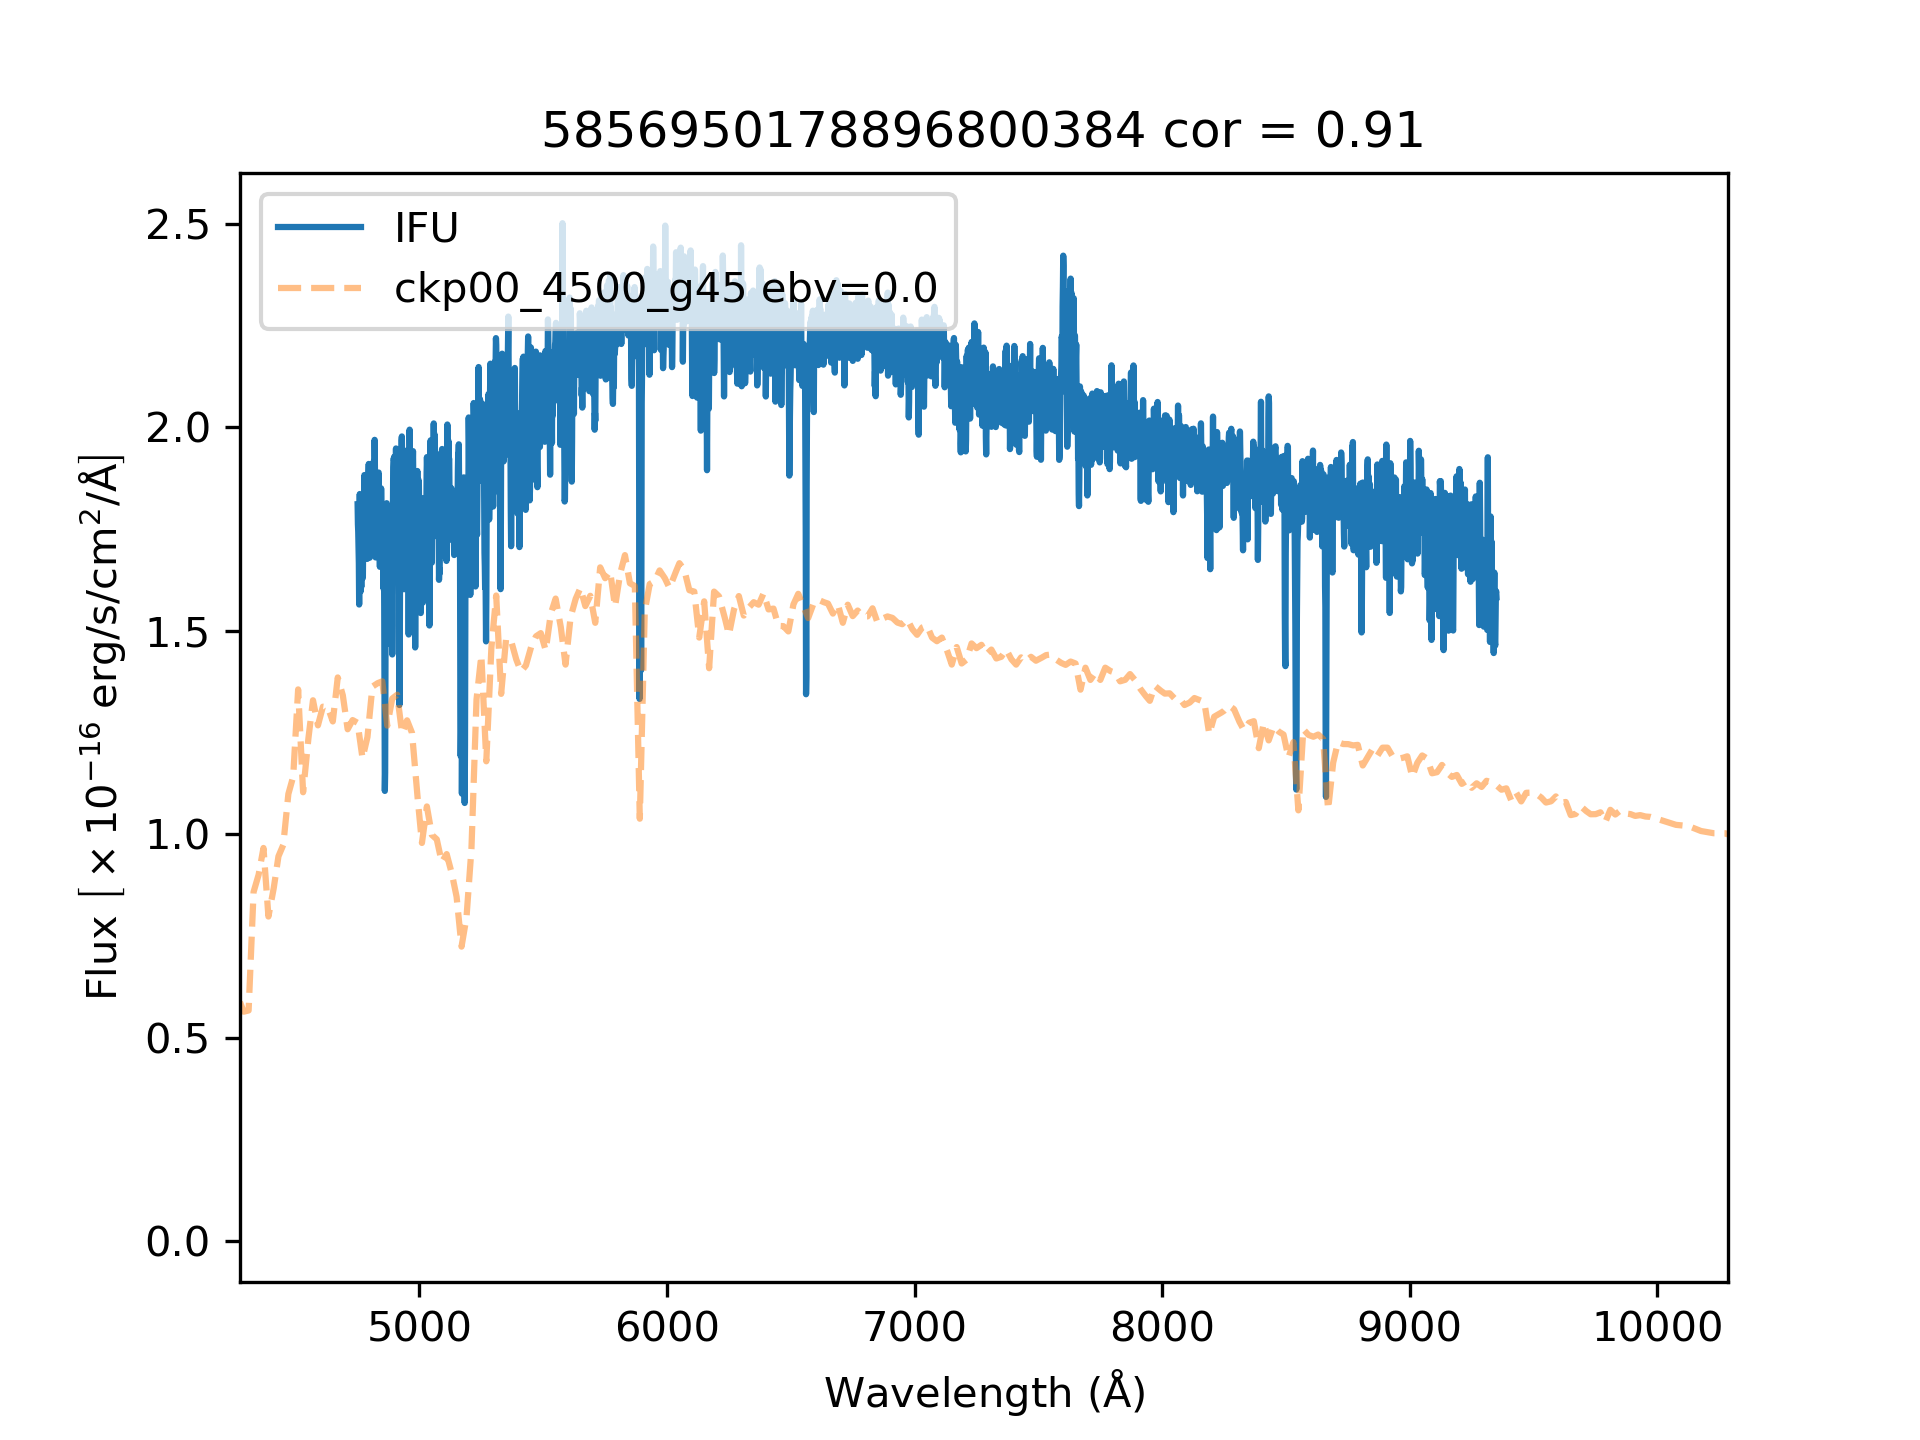 5856950178896800384 cor = 0.91
IFU
ckp00_4500_g45 ebv=0.0
2.5
2.0
1.5
1.0
0.5
0.0
Flux [×10⁻¹⁶ erg/s/cm²/Å]
5000 6000 7000 8000 9000 10000
Wavelength (Å)